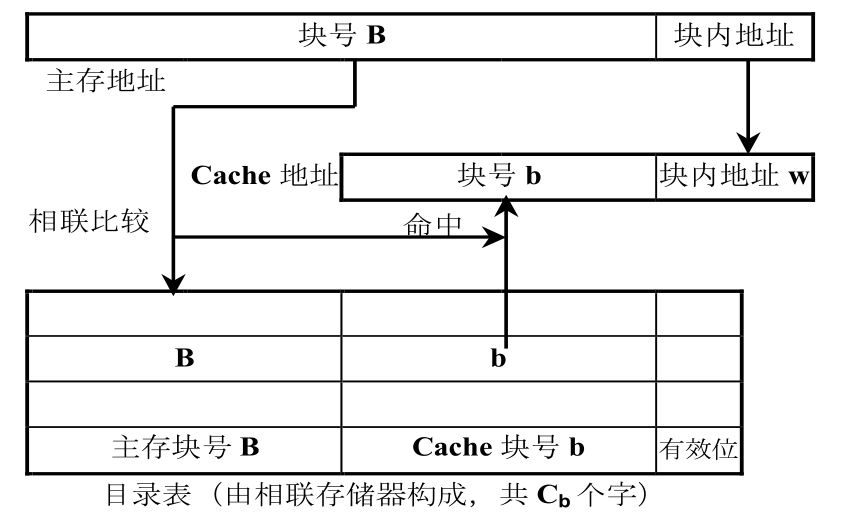 块号 B 块内地址
主存地址
Cache 地址 块号 b 块内地址 w
相联比较 命中
B b
主存块号 B Cache 块号 b 有效位
目录表（由相联存储器构成，共 Cb 个字）